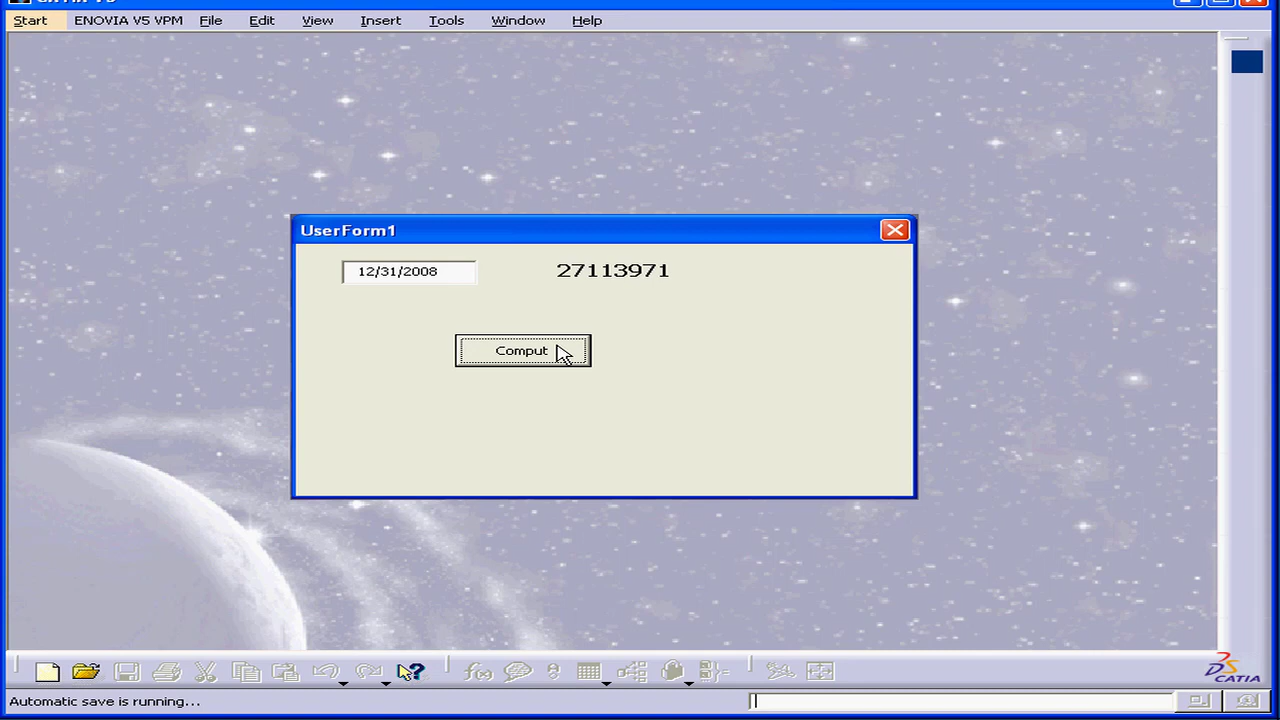 Start ENOVIA V5 VPM File Edit View Insert Tools Window Help
UserForm1
12/31/2008 27113971
Comput
CATIA
Automatic save is running...